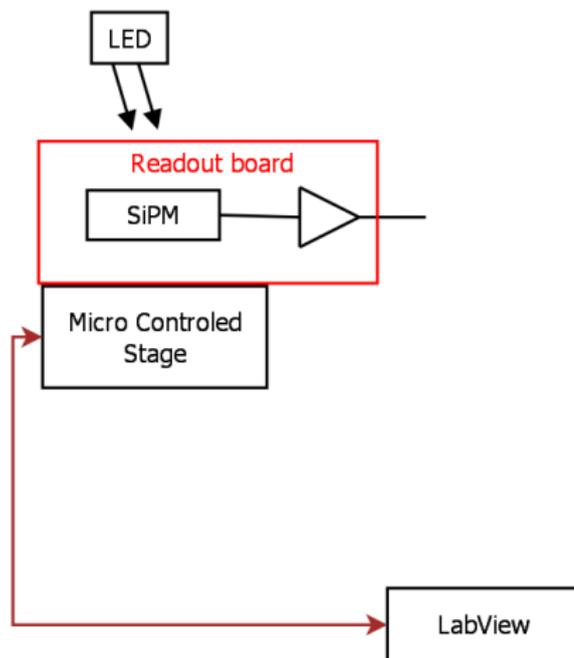 LED
Readout board
SiPM
Micro Controled
Stage
LabView